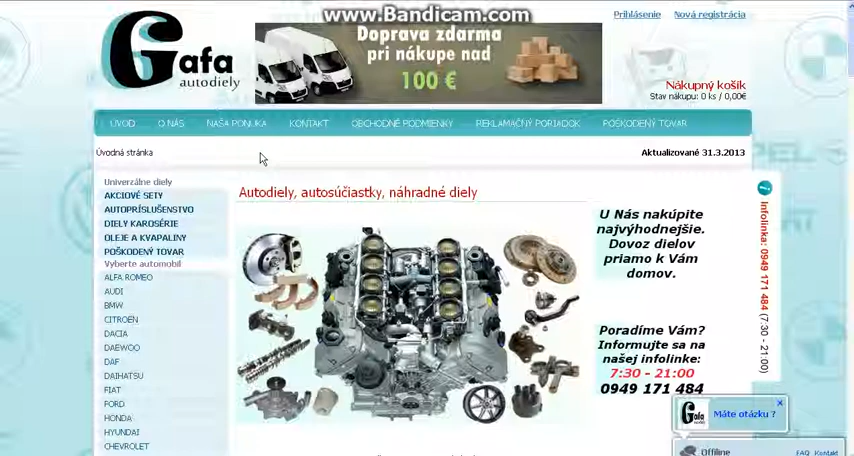 www.Bandicam.com
Gafa
autodiely
Doprava zdarma
pri nákupe nad
100 €
Prihlásenie Nová registrácia
Nákupný košík
Stav nákupu: 0 ks / 0,00€
ÚVOD O NÁS NAŠA PONUKA KONTAKT OBCHODNÉ PODMIENKY REKLAMAČNÝ PORIADOK POŠKODENÝ TOVAR
Úvodná stránka
Aktualizované 31.3.2013
Univerzálne diely
AKCIOVÉ SETY
AUTOPRÍSLUŠENSTVO
DIELY KAROSÉRIE
OLEJE A KVAPALINY
POŠKODENÝ TOVAR
Vyberte automobil
ALFA ROMEO
AUDI
BMW
CITROEN
DACIA
DAEWOO
DAF
DAIHATSU
FIAT
FORD
HONDA
HYUNDAI
CHEVROLET
Autodiely, autosúčiastky, náhradné diely
U Nás nakúpite
najvýhodnejšie.
Dovoz dielov
priamo k Vám
domov.
Poradíme Vám?
Informujte sa na
našej infolinke:
7:30 - 21:00
0949 171 484
Infolinka: 0949 171 484 (7:30 - 21:00)
Gafa
Máte otázku ?
Offline
FAQ Kontakt